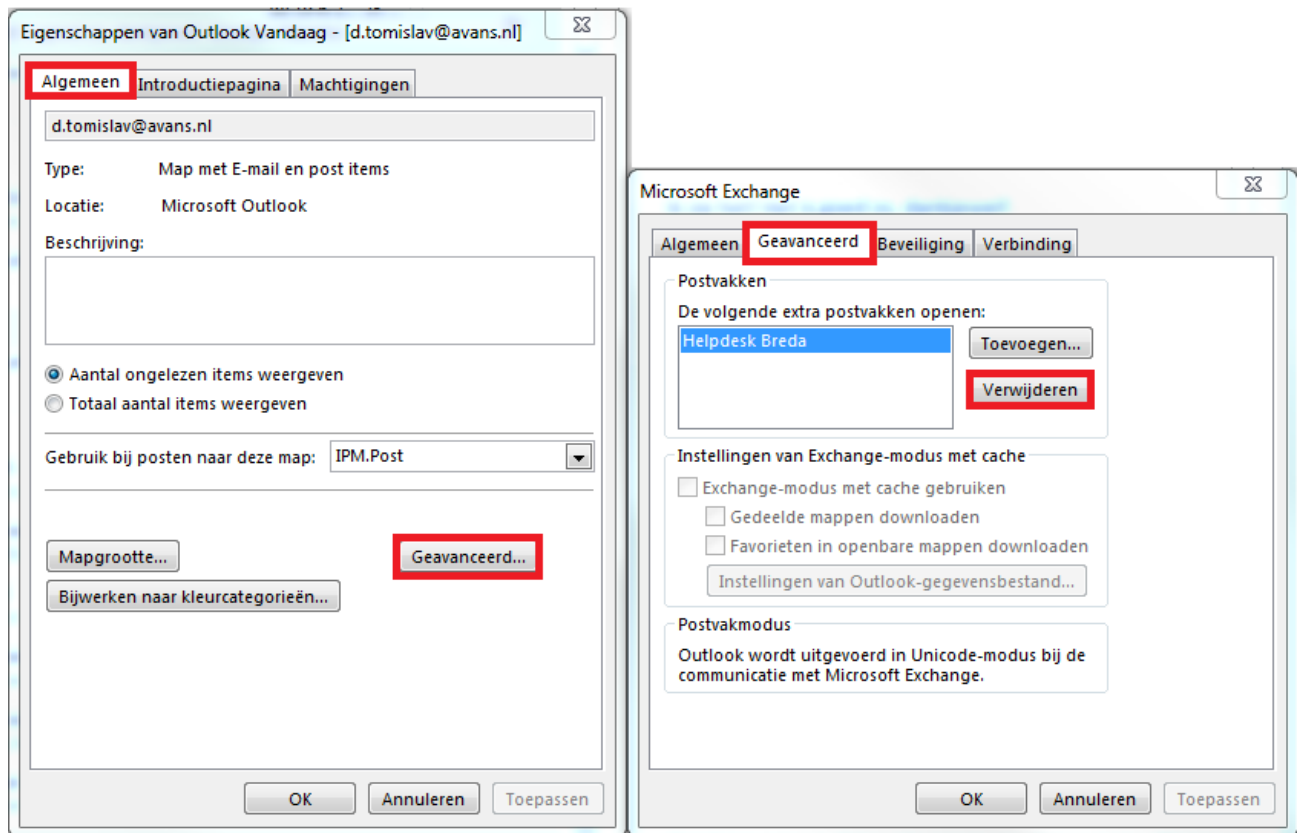 Eigenschappen van Outlook Vandaag - [d.tomislav@avans.nl]
Algemeen
Introductiepagina
Machtigingen
d.tomislav@avans.nl
Type: Map met E-mail en post items
Locatie: Microsoft Outlook
Beschrijving:
Aantal ongelezen items weergeven
Totaal aantal items weergeven
Gebruik bij posten naar deze map: IPM.Post
Mapgrootte...
Geavanceerd...
Bijwerken naar kleurcategorieën...
OK
Annuleren
Toepassen
Microsoft Exchange
Algemeen
Geavanceerd
Beveiliging
Verbinding
Postvakken
De volgende extra postvakken openen:
Helpdesk Breda
Toevoegen...
Verwijderen
Instellingen van Exchange-modus met cache
Exchange-modus met cache gebruiken
Gedeelde mappen downloaden
Favorieten in openbare mappen downloaden
Instellingen van Outlook-gegevensbestand...
Postvakmodus
Outlook wordt uitgevoerd in Unicode-modus bij de
communicatie met Microsoft Exchange.
OK
Annuleren
Toepassen